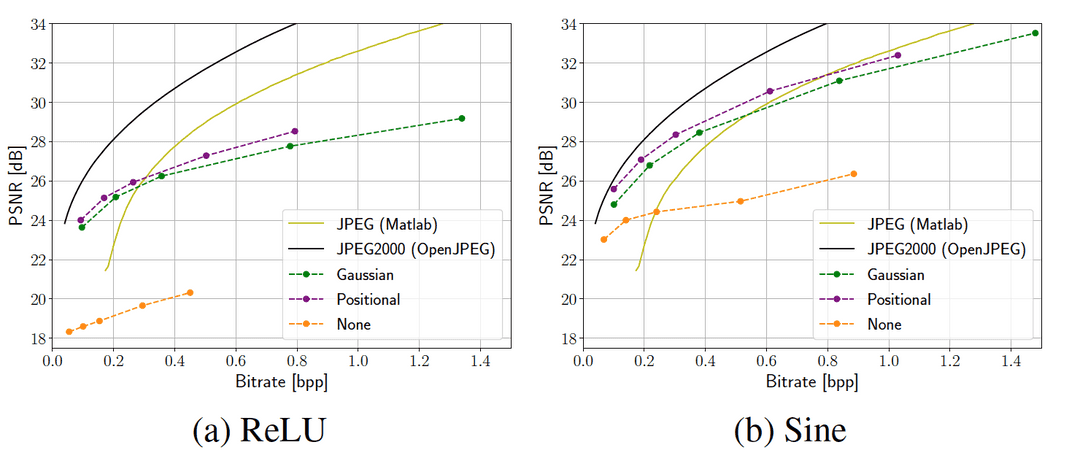 34
32
30
28
26
24
22
20
18
PSNR [dB]
0.0 0.2 0.4 0.6 0.8 1.0 1.2 1.4
Bitrate [bpp]
JPEG (Matlab)
JPEG2000 (OpenJPEG)
Gaussian
Positional
None
(a) ReLU
34
32
30
28
26
24
22
20
18
PSNR [dB]
0.0 0.2 0.4 0.6 0.8 1.0 1.2 1.4
Bitrate [bpp]
JPEG (Matlab)
JPEG2000 (OpenJPEG)
Gaussian
Positional
None
(b) Sine